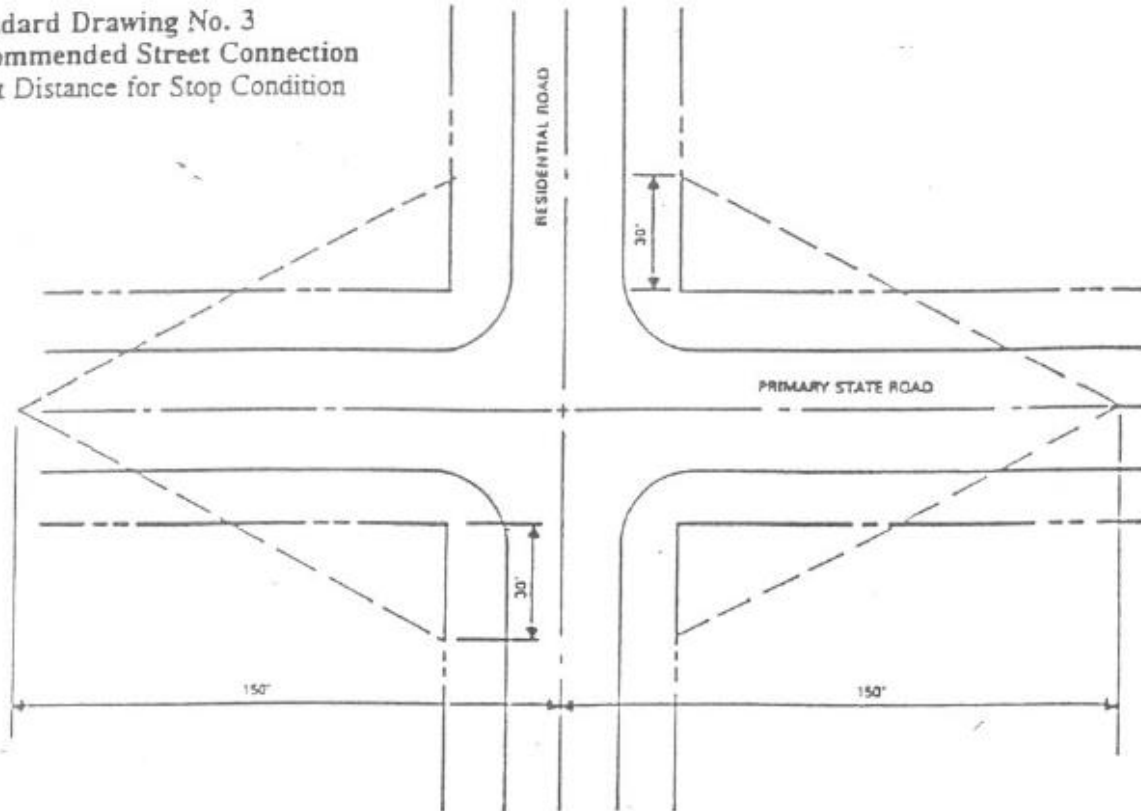 dard Drawing No. 3
ommended Street Connection
t Distance for Stop Condition
RESIDENTIAL ROAD
30'
PRIMARY STATE ROAD
30'
150'
150'